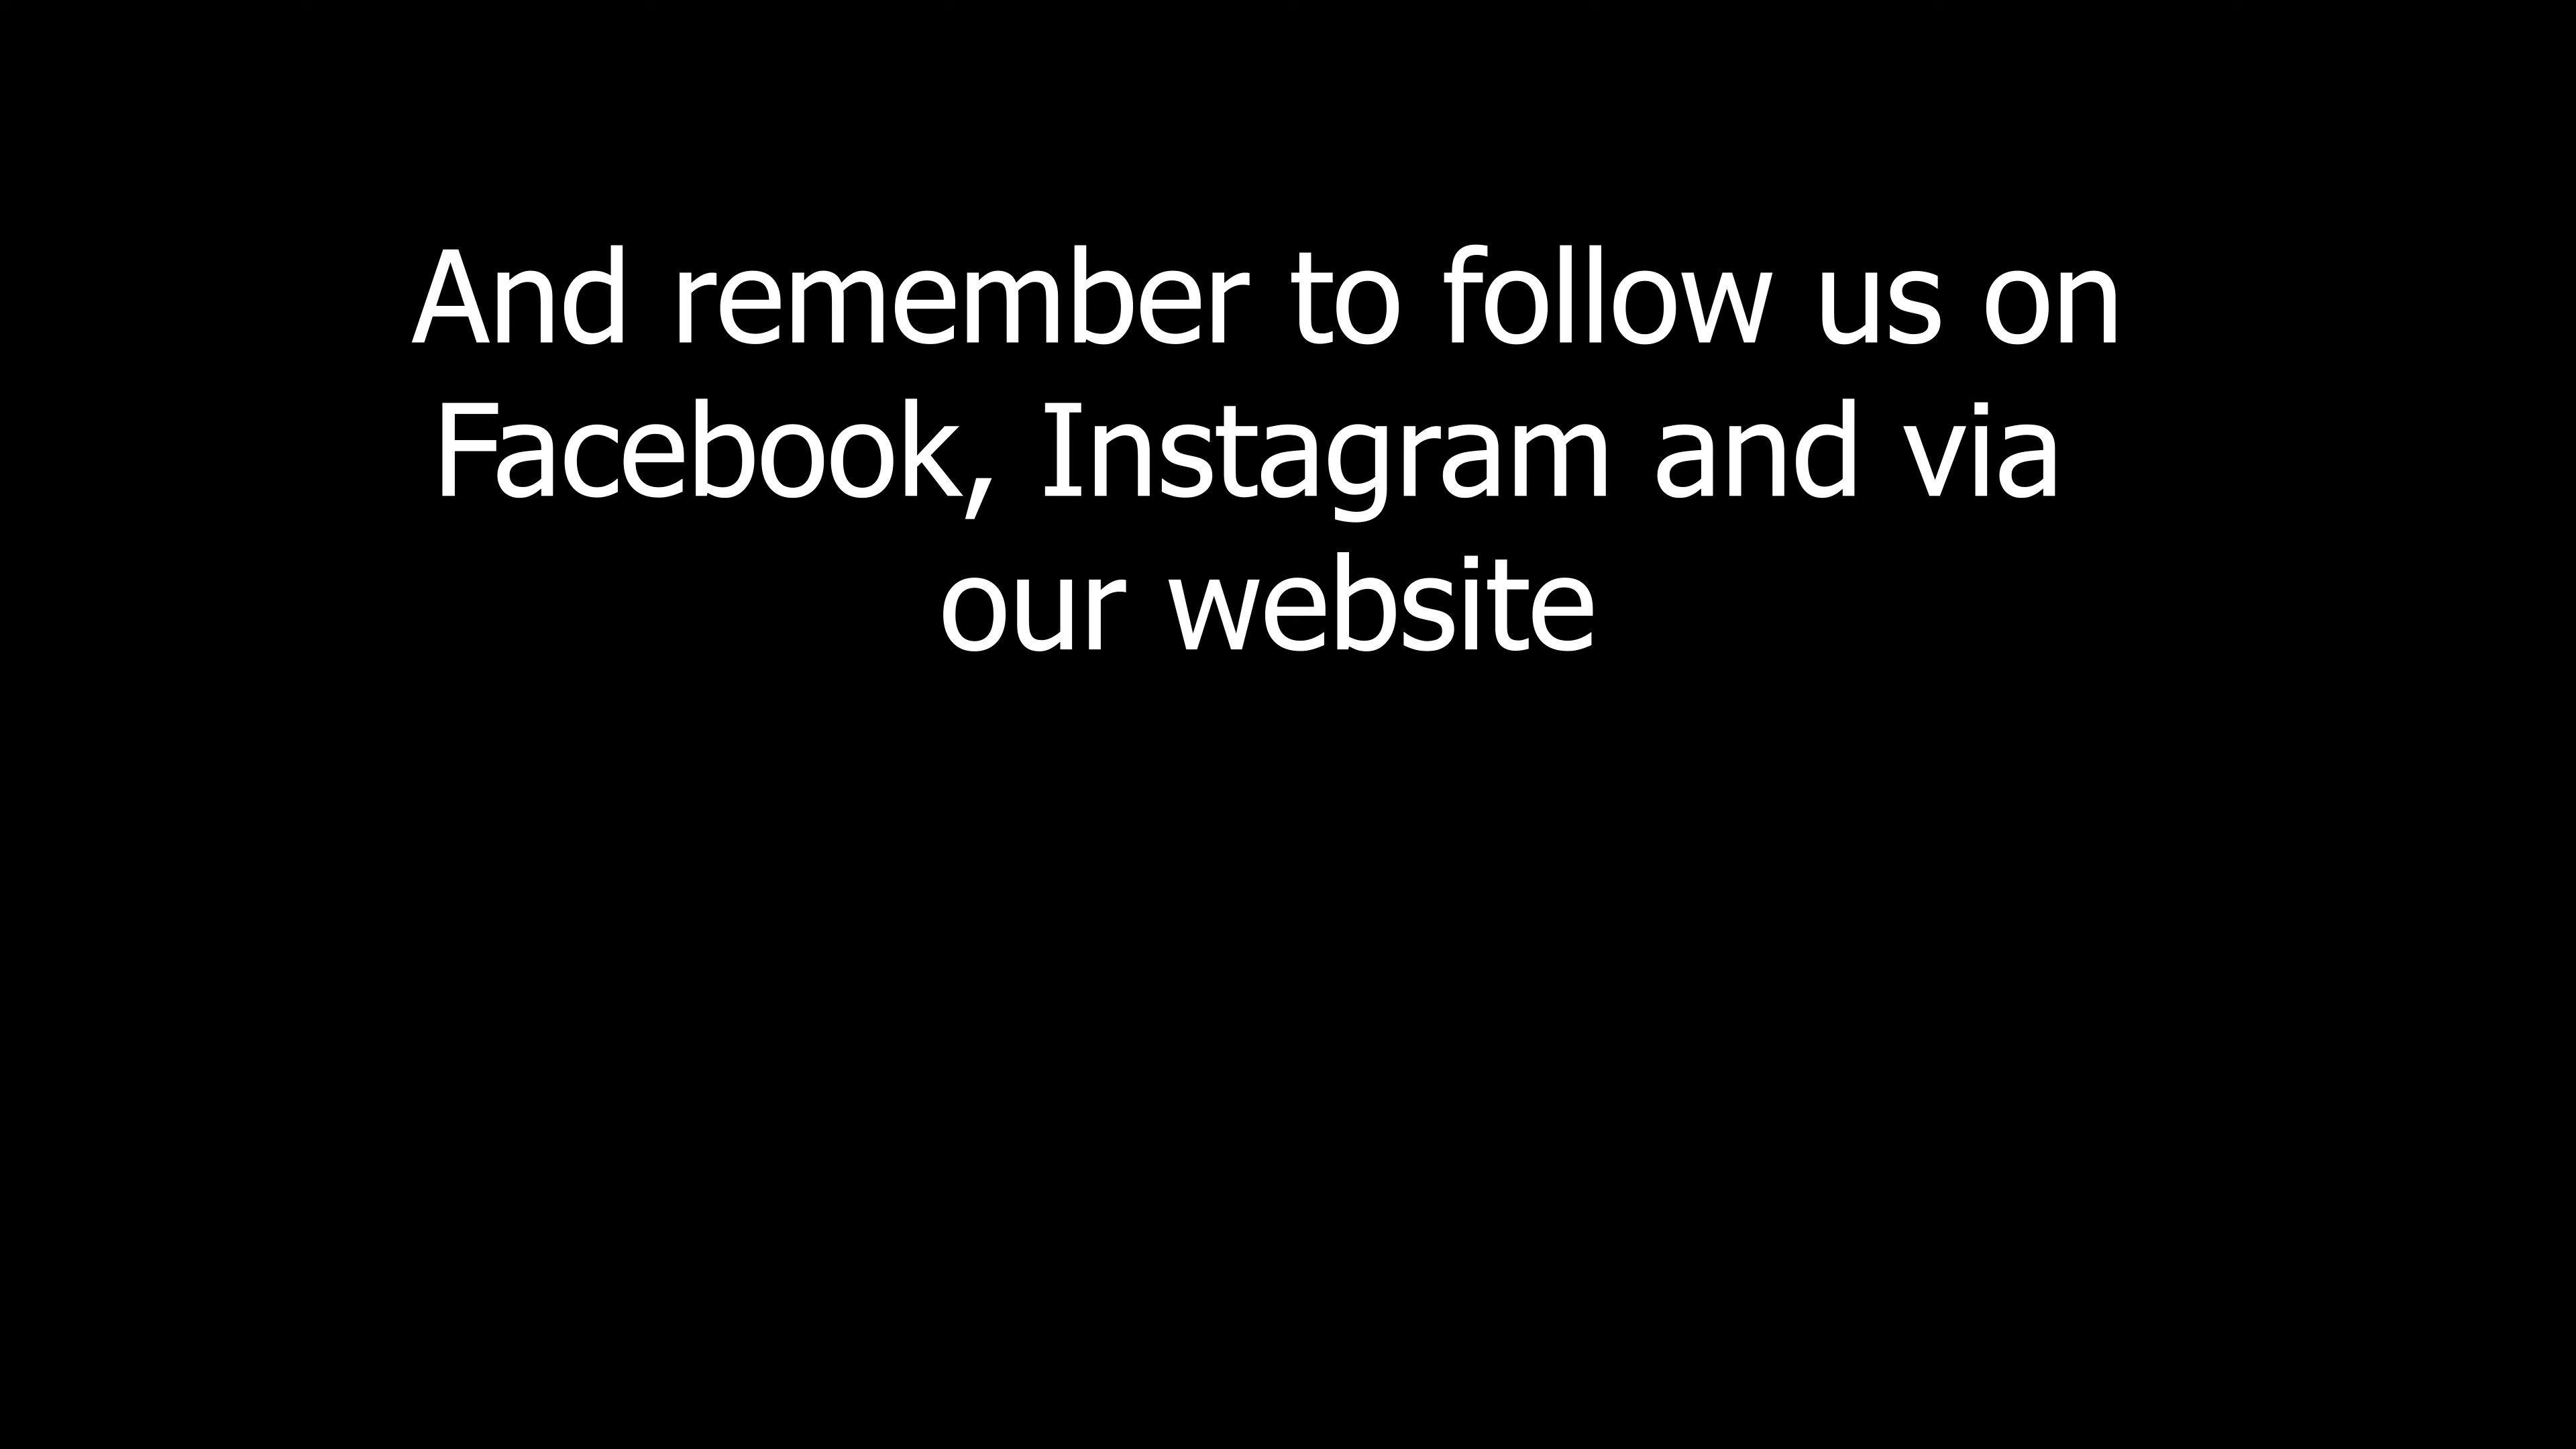 And remember to follow us on
Facebook, Instagram and via
our website